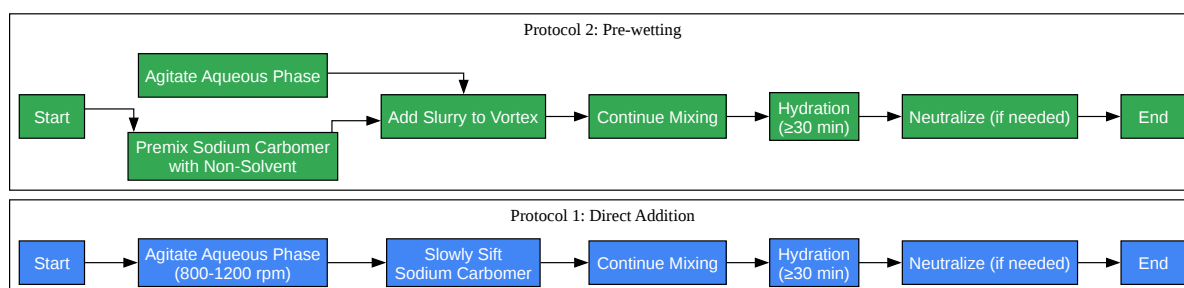 Protocol 2: Pre-wetting
Agitate Aqueous Phase
Start
Premix Sodium Carbomer
with Non-Solvent
Add Slurry to Vortex
Continue Mixing
Hydration
(≥30 min)
Neutralize (if needed)
End
Protocol 1: Direct Addition
Start
Agitate Aqueous Phase
(800-1200 rpm)
Slowly Sift
Sodium Carbomer
Continue Mixing
Hydration
(≥30 min)
Neutralize (if needed)
End